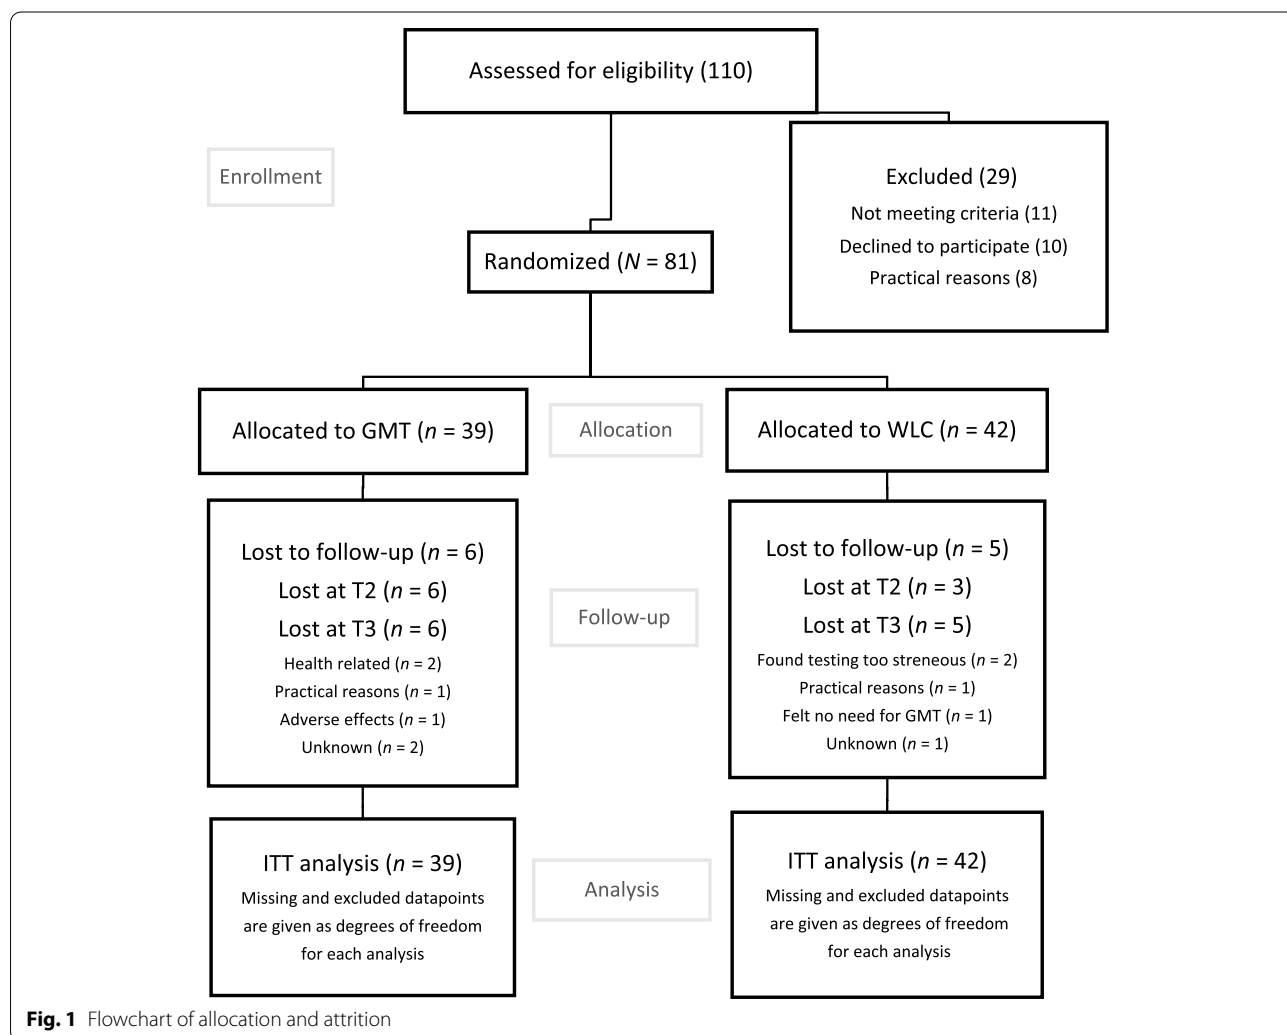 Assessed for eligibility (110)
Enrollment
Excluded (29)
Not meeting criteria (11)
Declined to participate (10)
Practical reasons (8)
Randomized (N = 81)
Allocated to GMT (n = 39)
Allocation
Allocated to WLC (n = 42)
Lost to follow-up (n = 6)
Lost at T2 (n = 6)
Lost at T3 (n = 6)
Health related (n = 2)
Practical reasons (n = 1)
Adverse effects (n = 1)
Unknown (n = 2)
Follow-up
Lost to follow-up (n = 5)
Lost at T2 (n = 3)
Lost at T3 (n = 5)
Found testing too streneous (n = 2)
Practical reasons (n = 1)
Felt no need for GMT (n = 1)
Unknown (n = 1)
ITT analysis (n = 39)
Missing and excluded datapoints
are given as degrees of freedom
for each analysis
Analysis
ITT analysis (n = 42)
Missing and excluded datapoints
are given as degrees of freedom
for each analysis
Fig. 1 Flowchart of allocation and attrition